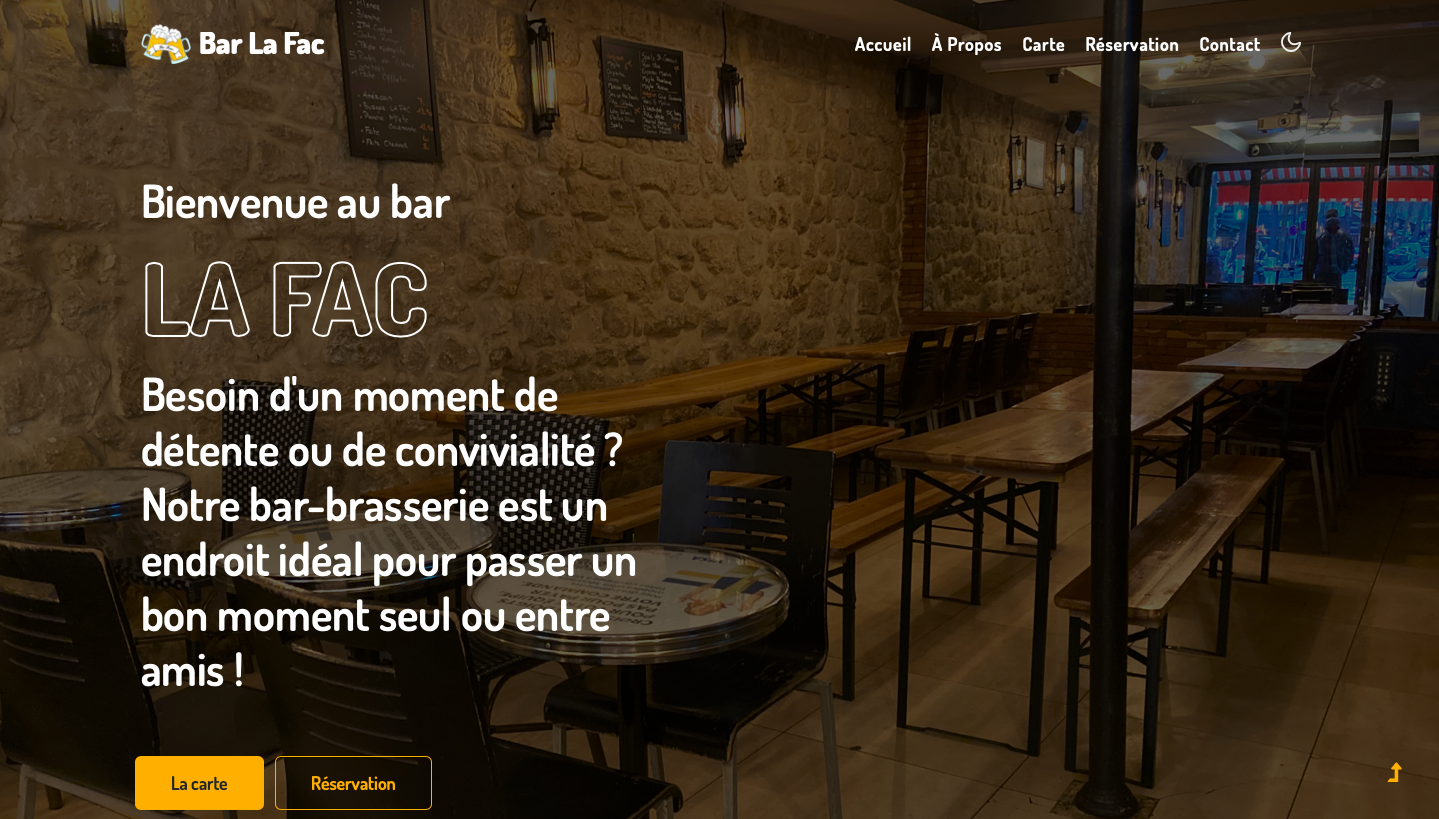 Bar La Fac
Accueil À Propos Carte Réservation Contact
Bienvenue au bar
LA FAC
Besoin d'un moment de
détente ou de convivialité ?
Notre bar-brasserie est un
endroit idéal pour passer un
bon moment seul ou entre
amis !
La carte
Réservation